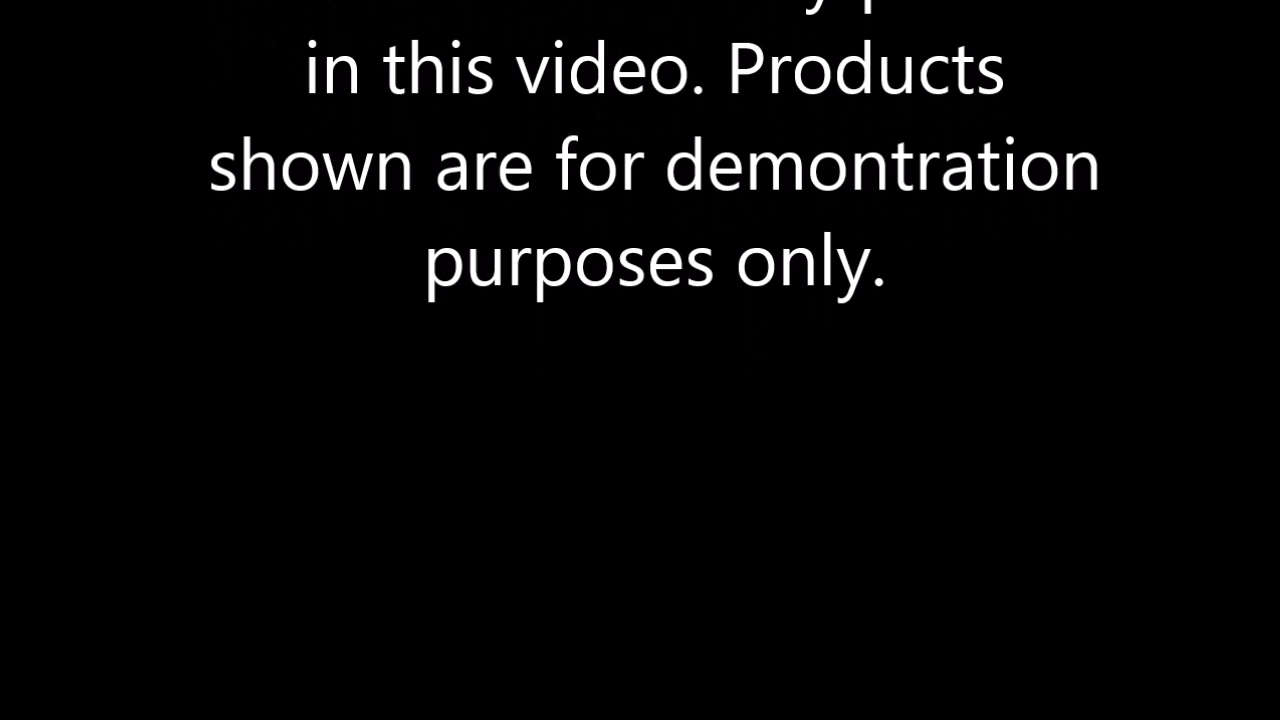 in this video. Products
shown are for demontration
purposes only.